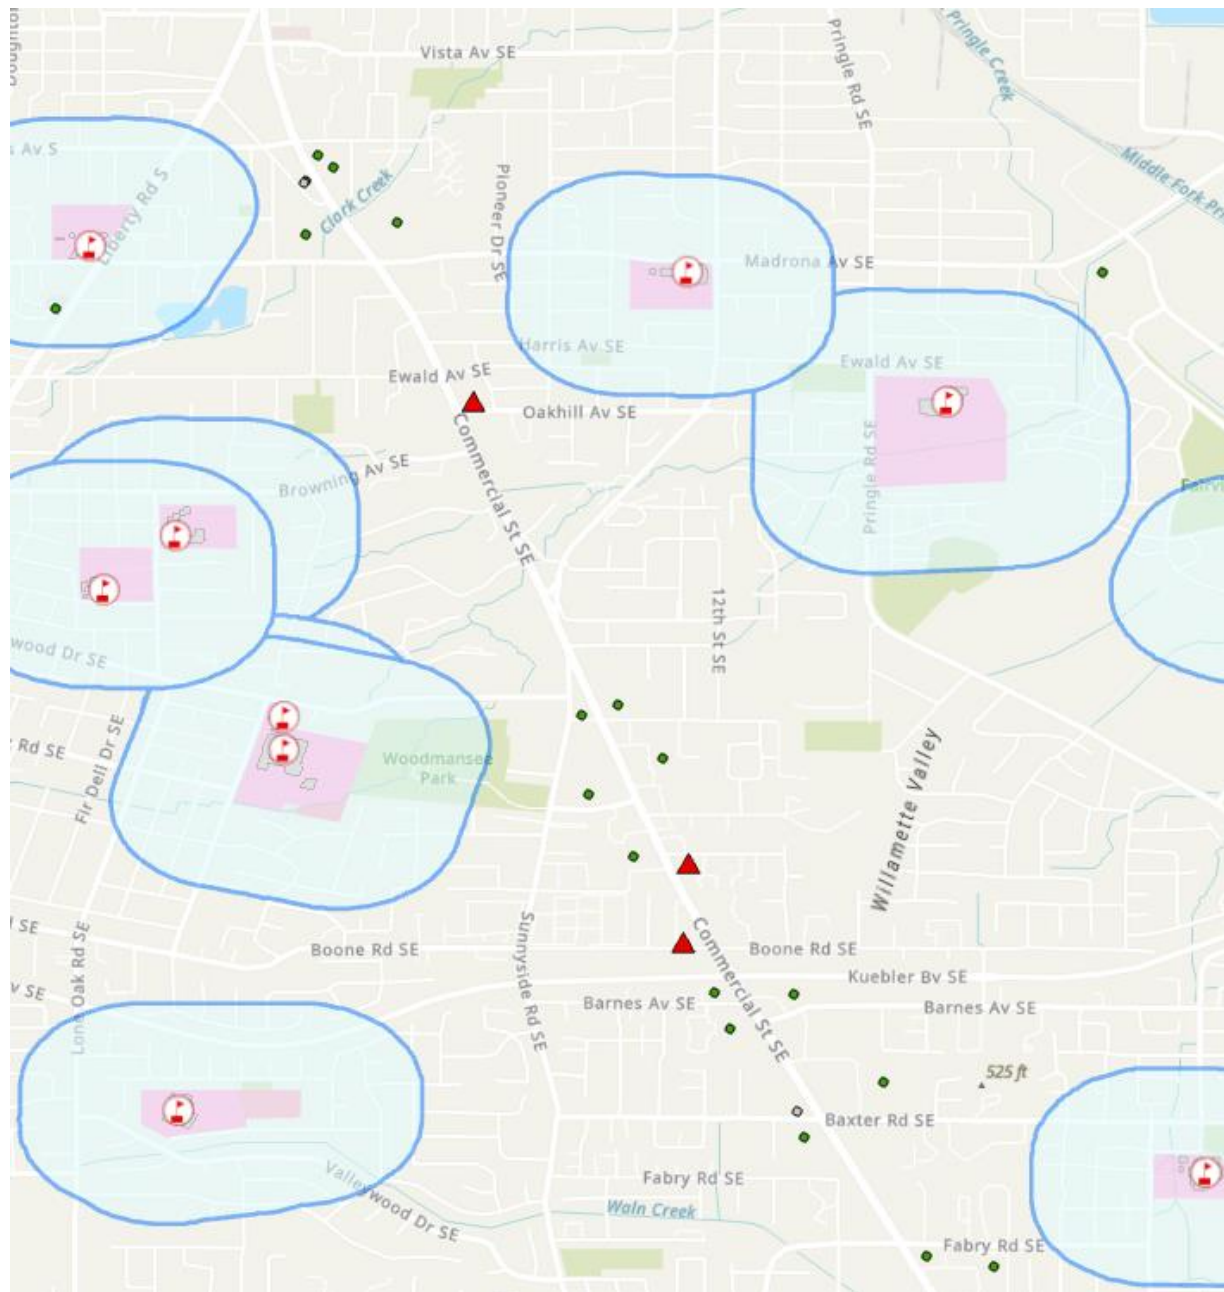 Vista Av SE
Pringle Rd SE
Pringle Creek
Middle Fork Pr
s Av S
Liberty Rd S
Clark Creek
Pioneer Dr SE
Madrona Av SE
Harris Av SE
Ewald Av SE
Ewald Av SE
Oakhill Av SE
Commercial St SE
Browning Av SE
Pringle Rd SE
Fairvi
12th St SE
wood Dr SE
Rd SE
Fir Dell Dr SE
Woodmansee
Park
Willamette Valley
SE
Lone Oak Rd SE
Boone Rd SE
Sunnyside Rd SE
Commercial St SE
Boone Rd SE
Kuebler Bv SE
v SE
Barnes Av SE
Barnes Av SE
525 ft
Baxter Rd SE
Valleywood Dr SE
Fabry Rd SE
Waln Creek
Fabry Rd SE